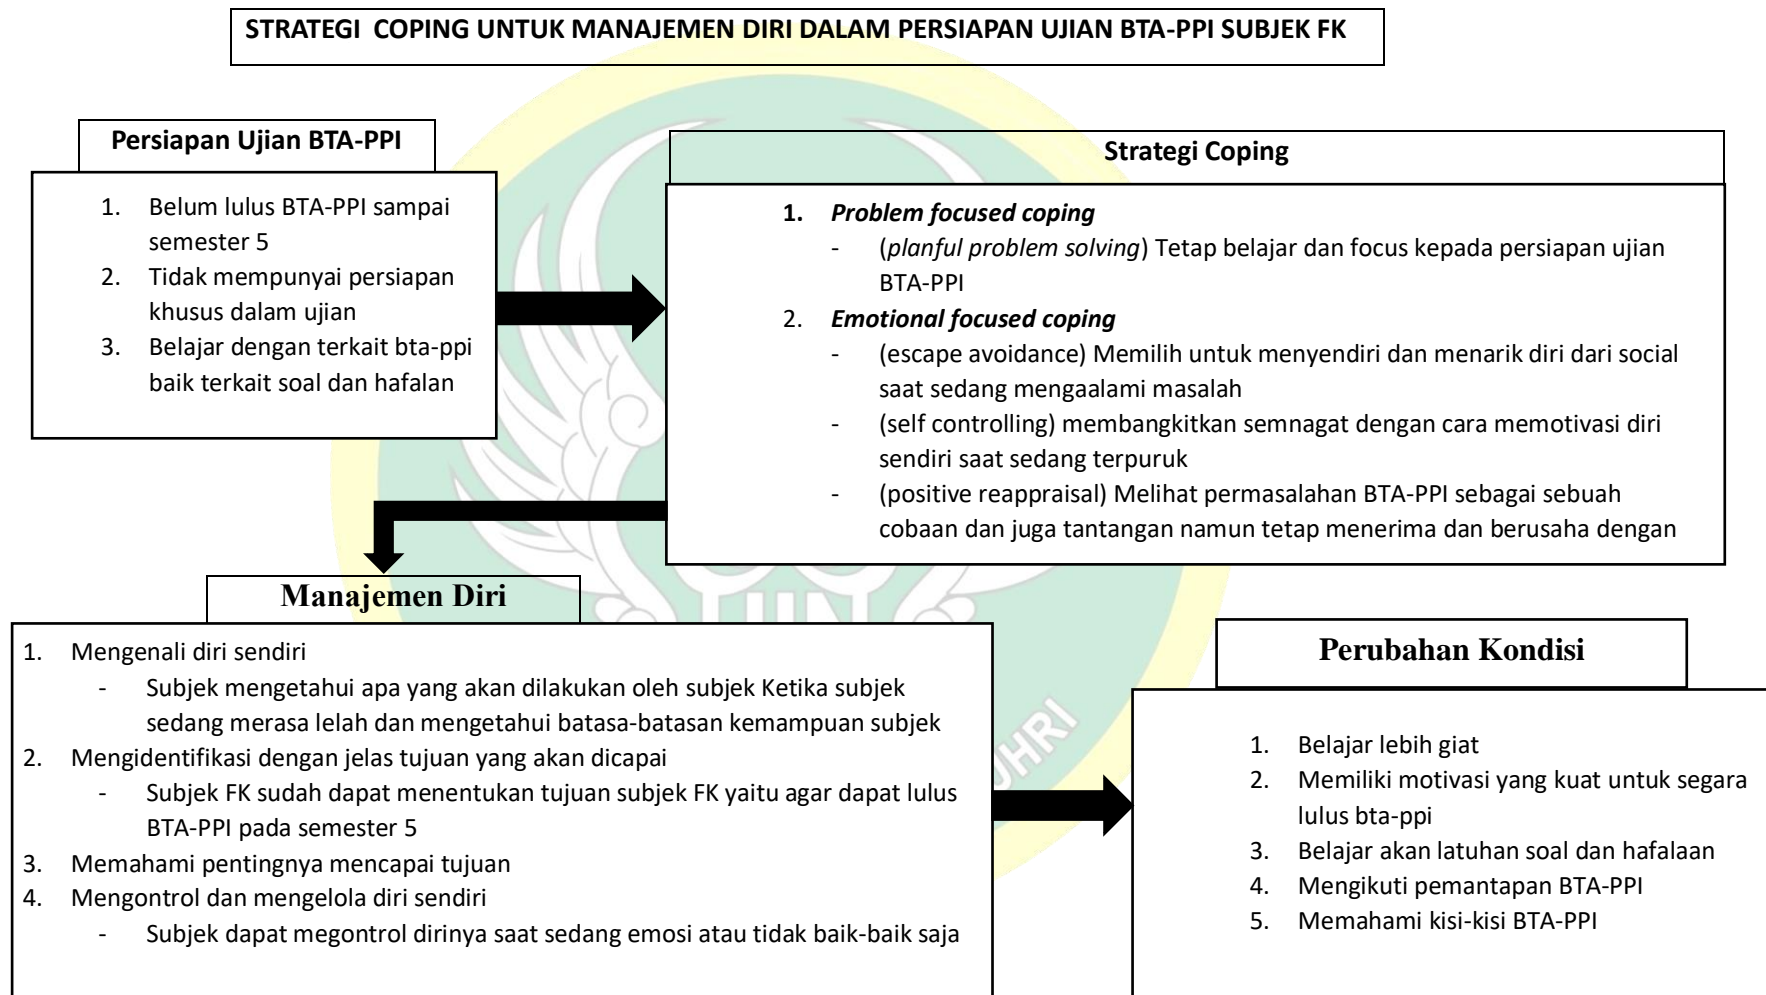 STRATEGI COPING UNTUK MANAJEMEN DIRI DALAM PERSIAPAN UJIAN BTA-PPI SUBJEK FK
Persiapan Ujian BTA-PPI
1. Belum lulus BTA-PPI sampai
semester 5
2. Tidak mempunyai persiapan
khusus dalam ujian
3. Belajar dengan terkait bta-ppi
baik terkait soal dan hafalan
Strategi Coping
1. Problem focused coping
- (planful problem solving) Tetap belajar dan focus kepada persiapan ujian
BTA-PPI
2. Emotional focused coping
- (escape avoidance) Memilih untuk menyendiri dan menarik diri dari social
saat sedang mengaalami masalah
- (self controlling) membangkitkan semnagat dengan cara memotivasi diri
sendiri saat sedang terpuruk
- (positive reappraisal) Melihat permasalahan BTA-PPI sebagai sebuah
cobaan dan juga tantangan namun tetap menerima dan berusaha dengan
Manajemen Diri
1. Mengenali diri sendiri
- Subjek mengetahui apa yang akan dilakukan oleh subjek Ketika subjek
sedang merasa lelah dan mengetahui batasa-batasan kemampuan subjek
2. Mengidentifikasi dengan jelas tujuan yang akan dicapai
- Subjek FK sudah dapat menentukan tujuan subjek FK yaitu agar dapat lulus
BTA-PPI pada semester 5
3. Memahami pentingnya mencapai tujuan
4. Mengontrol dan mengelola diri sendiri
- Subjek dapat megontrol dirinya saat sedang emosi atau tidak baik-baik saja
Perubahan Kondisi
1. Belajar lebih giat
2. Memiliki motivasi yang kuat untuk segara
lulus bta-ppi
3. Belajar akan latuhan soal dan hafalaan
4. Mengikuti pemantapan BTA-PPI
5. Memahami kisi-kisi BTA-PPI
UIN
UHRI